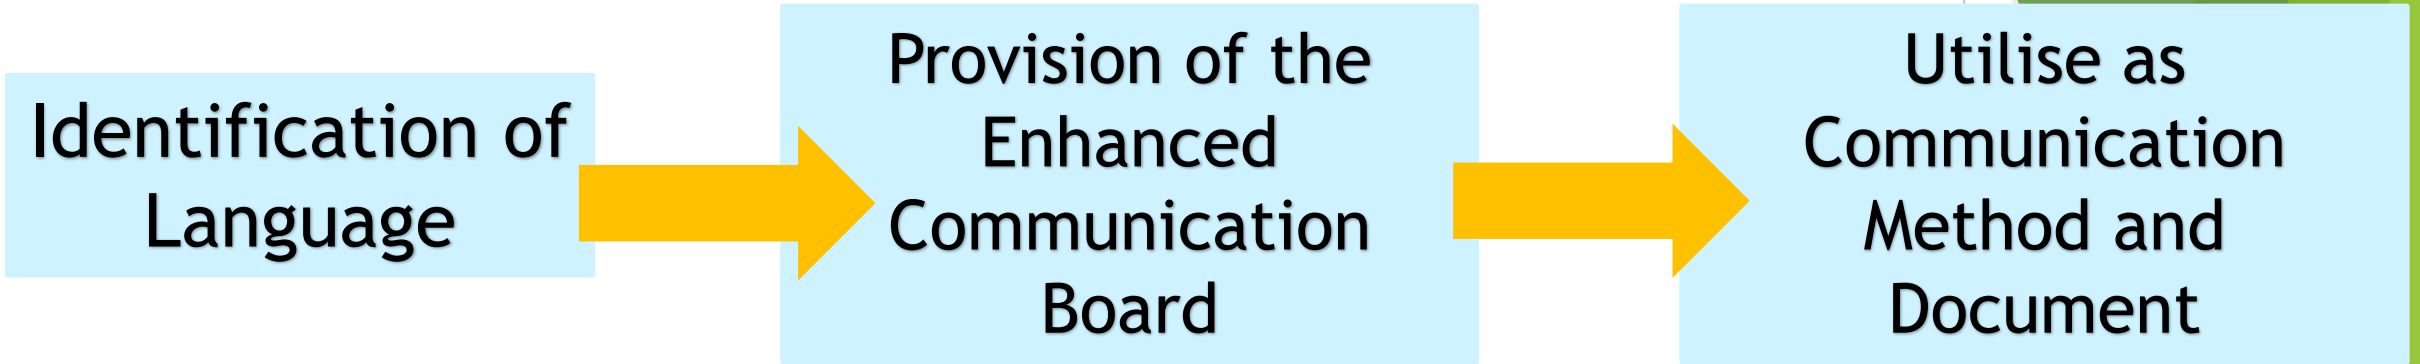 Identification of
Language
Provision of the
Enhanced
Communication
Board
Utilise as
Communication
Method and
Document